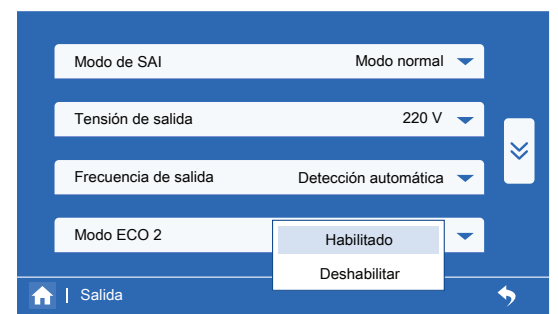 Modo de SAI Modo normal
Tensión de salida 220 V
Frecuencia de salida Detección automática
Modo ECO 2 Habilitado
Deshabilitar
| Salida